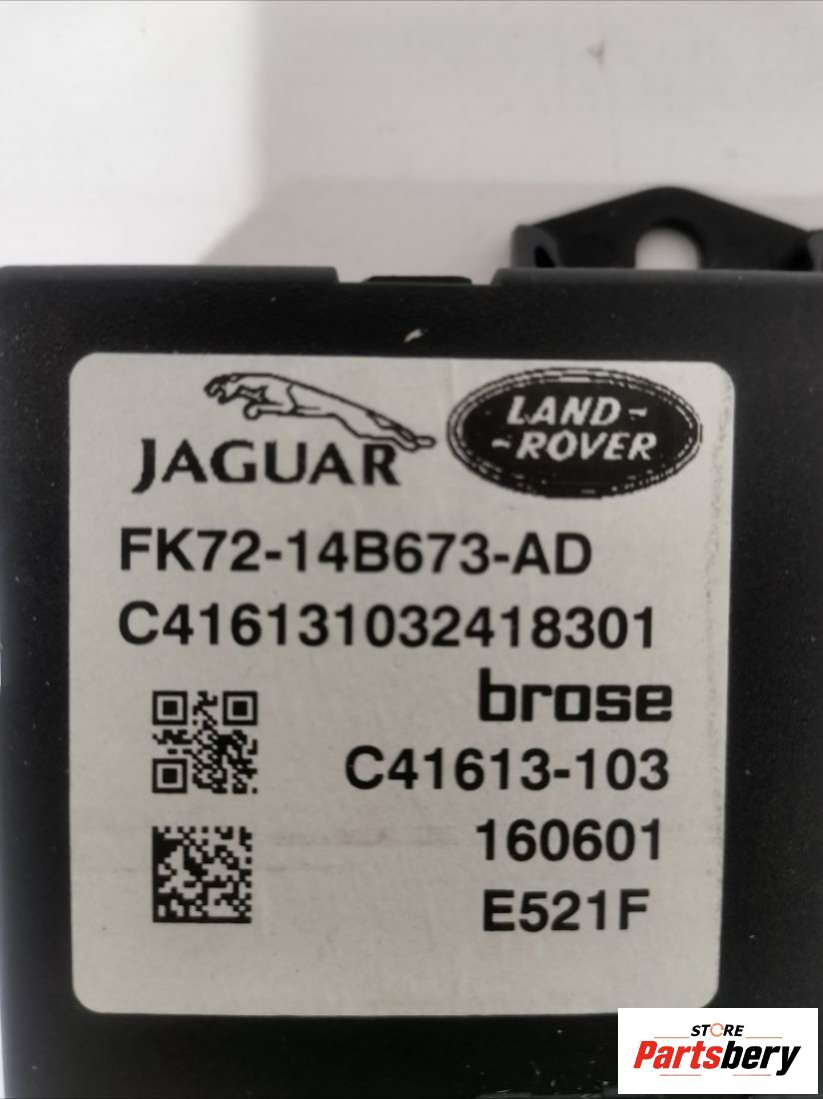 JAGUAR
LAND-
-ROVER
FK72-14B673-AD
C416131032418301
brose
C41613-103
160601
E521F
STORE
Partsbery